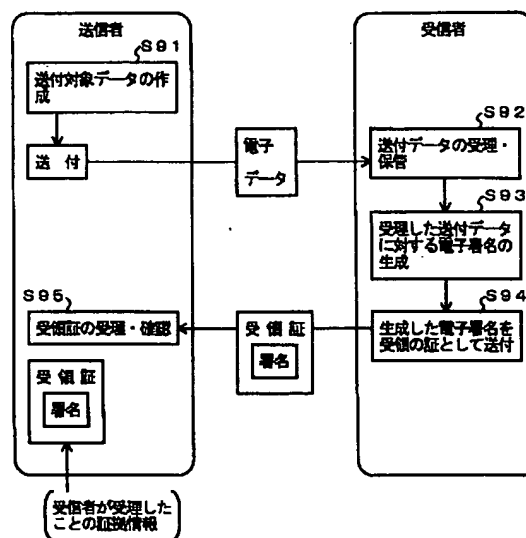 送信者
S91
送付対象データの作
成
送 付
電子
データ
受信者
S92
送付データの受理・
保管
S93
受理した送付データ
に対する電子署名の
生成
S94
生成した電子署名を
受領の証として送付
受 領 証
署名
S95
受領証の受理・確認
受 領 証
署名
受信者が受理した
ことの証拠情報